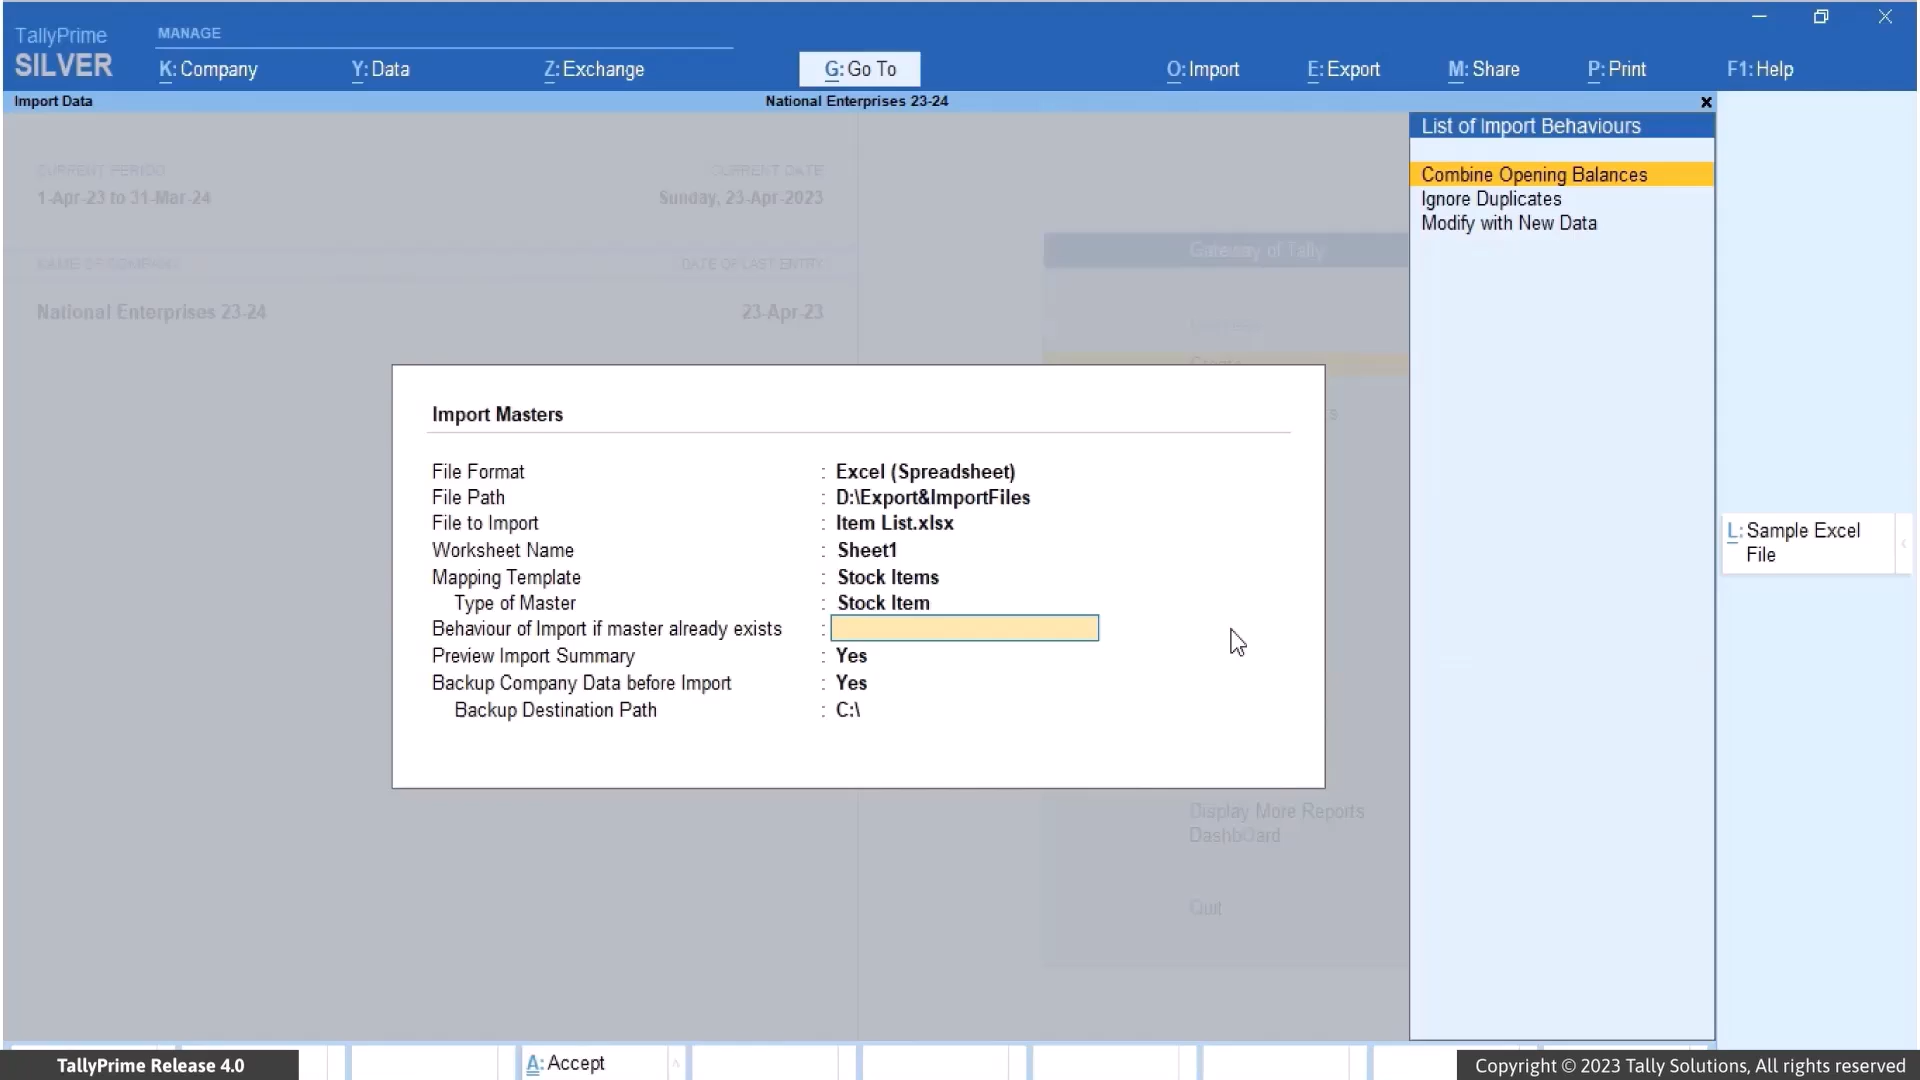 TallyPrime
SILVER
MANAGE
K: Company
Y: Data
Z: Exchange
G: Go To
O: Import
E: Export
M: Share
P: Print
F1: Help
Import Data
National Enterprises 23-24
CURRENT PERIOD
CURRENT DATE
1-Apr-23 to 31-Mar-24
Sunday, 23-Apr-2023
NAME OF COMPANY
DATE OF LAST ENTRY
National Enterprises 23-24
23-Apr-23
Gateway of Tally
Create
List of Import Behaviours
Combine Opening Balances
Ignore Duplicates
Modify with New Data
Import Masters
File Format : Excel (Spreadsheet)
File Path : D:\Export&ImportFiles
File to Import : Item List.xlsx
Worksheet Name : Sheet1
Mapping Template : Stock Items
Type of Master : Stock Item
Behaviour of Import if master already exists :
Preview Import Summary : Yes
Backup Company Data before Import : Yes
Backup Destination Path : C:\
Display More Reports
DashbOard
Quit
L: Sample Excel
File
A: Accept
TallyPrime Release 4.0
Copyright © 2023 Tally Solutions, All rights reserved